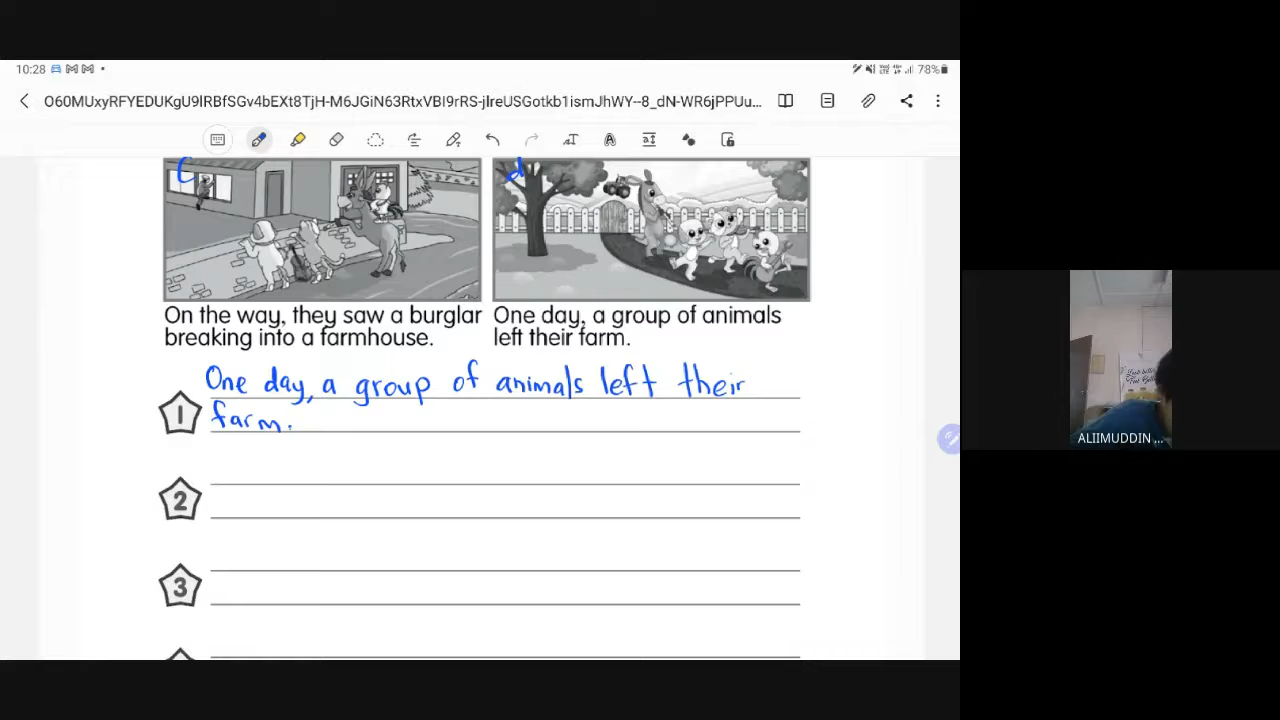 10:28
78%
O60MUxyRFYEDUKgU9lRBfSGv4bEXt8TjH-M6JGiN63RtxVBI9rRS-jlreUSGotkb1ismJhWY--8_dN-WR6jPPUu...
C
d
On the way, they saw a burglar
breaking into a farmhouse.
One day, a group of animals
left their farm.
One day, a group of animals left their
1
farm.
2
3
ALIIMUDDIN ...